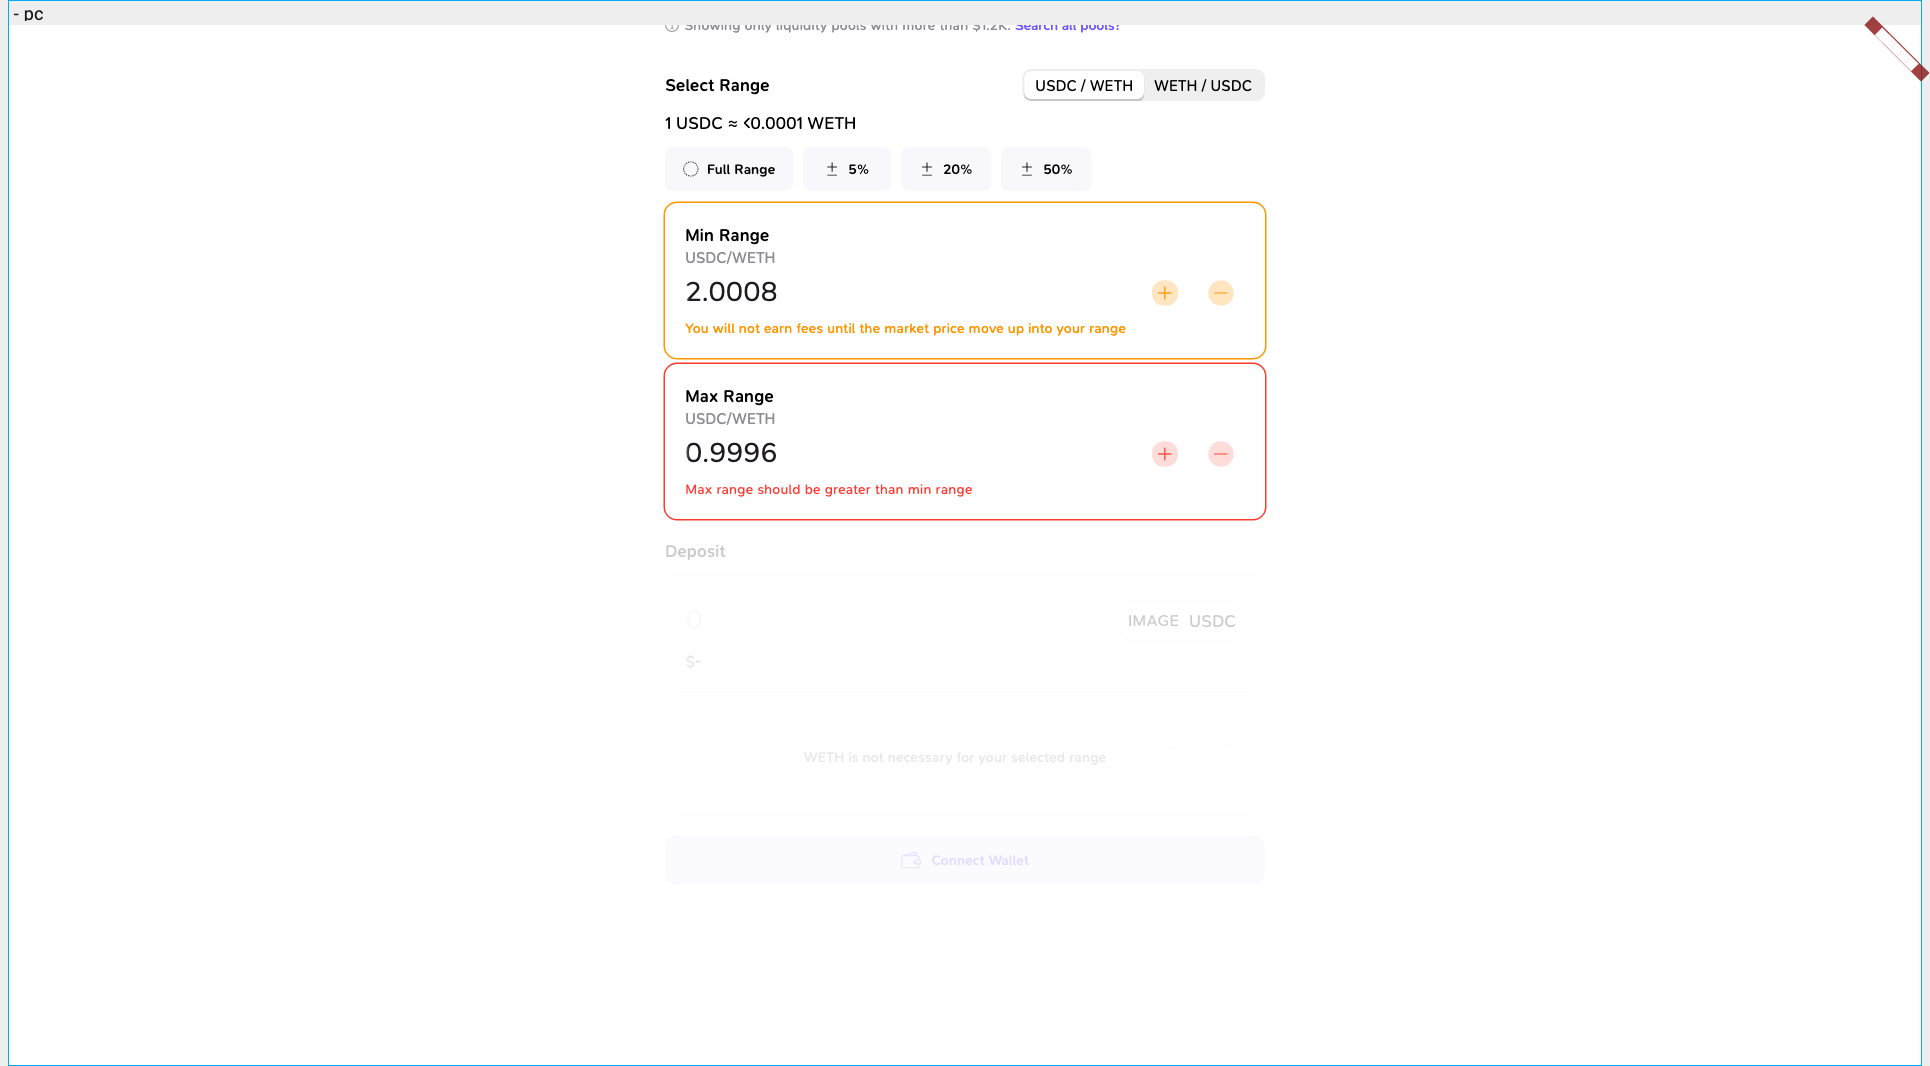 - pc
Showing only liquidity pools with more than $1.2K. Search all pools?
Select Range
USDC / WETH
WETH / USDC
1 USDC ≈ <0.0001 WETH
Full Range
± 5%
± 20%
± 50%
Min Range
USDC/WETH
2.0008
You will not earn fees until the market price move up into your range
Max Range
USDC/WETH
0.9996
Max range should be greater than min range
Deposit
0
IMAGE USDC
$-
WETH is not necessary for your selected range
Connect Wallet